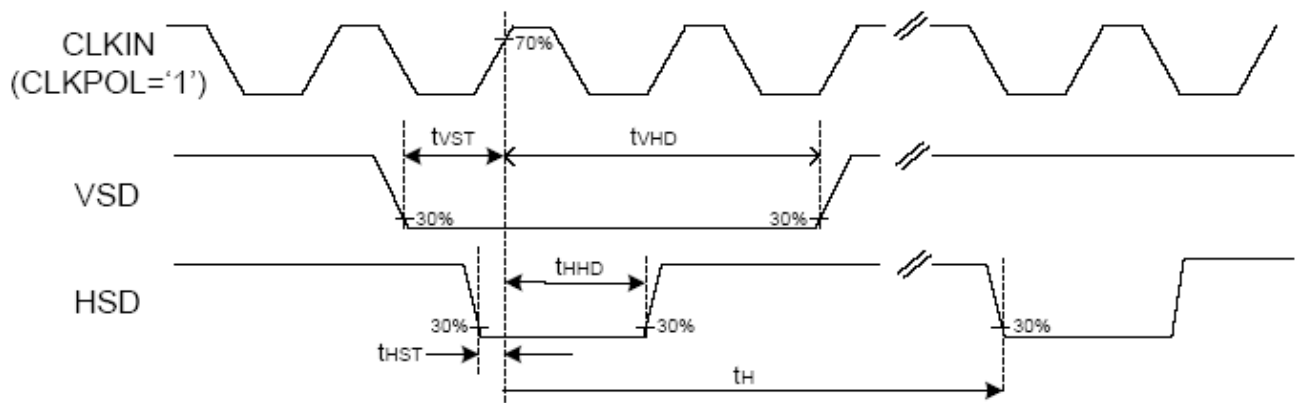 CLKIN
(CLKPOL=‘1’)
70%
tVST
tVHD
VSD
30%
30%
tHHD
HSD
30%
30%
30%
tHST
tH